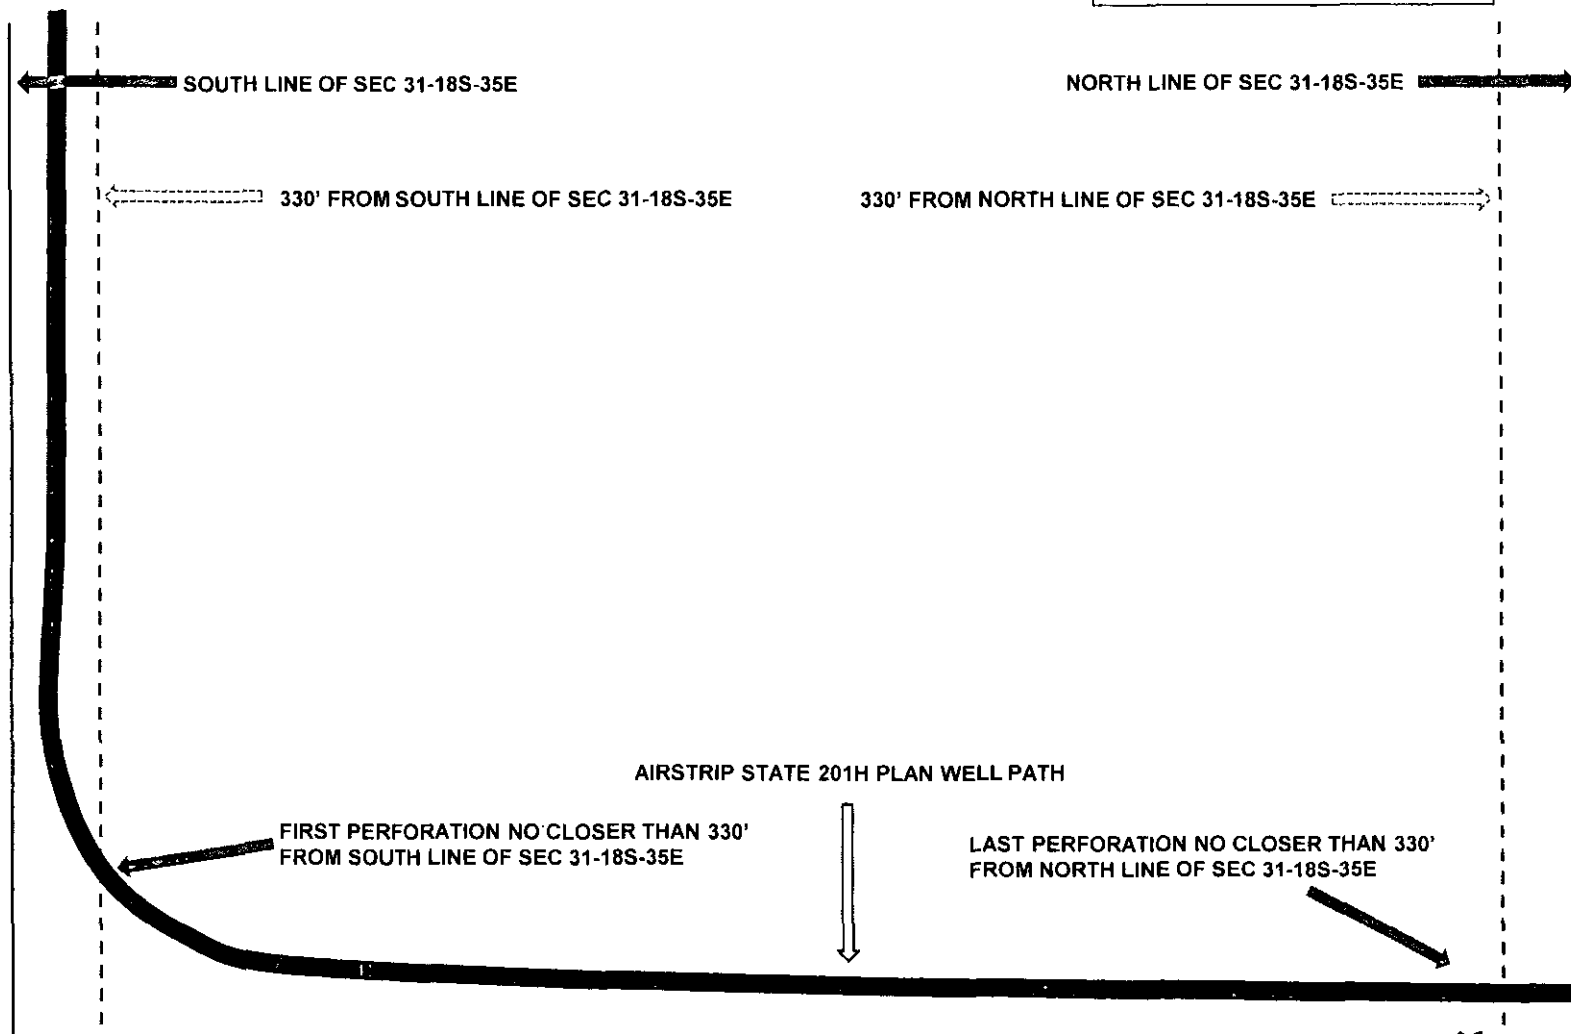 SOUTH LINE OF SEC 31-18S-35E
NORTH LINE OF SEC 31-18S-35E
330' FROM SOUTH LINE OF SEC 31-18S-35E
330' FROM NORTH LINE OF SEC 31-18S-35E
AIRSTRIP STATE 201H PLAN WELL PATH
FIRST PERFORATION NO CLOSER THAN 330'
FROM SOUTH LINE OF SEC 31-18S-35E
LAST PERFORATION NO CLOSER THAN 330'
FROM NORTH LINE OF SEC 31-18S-35E